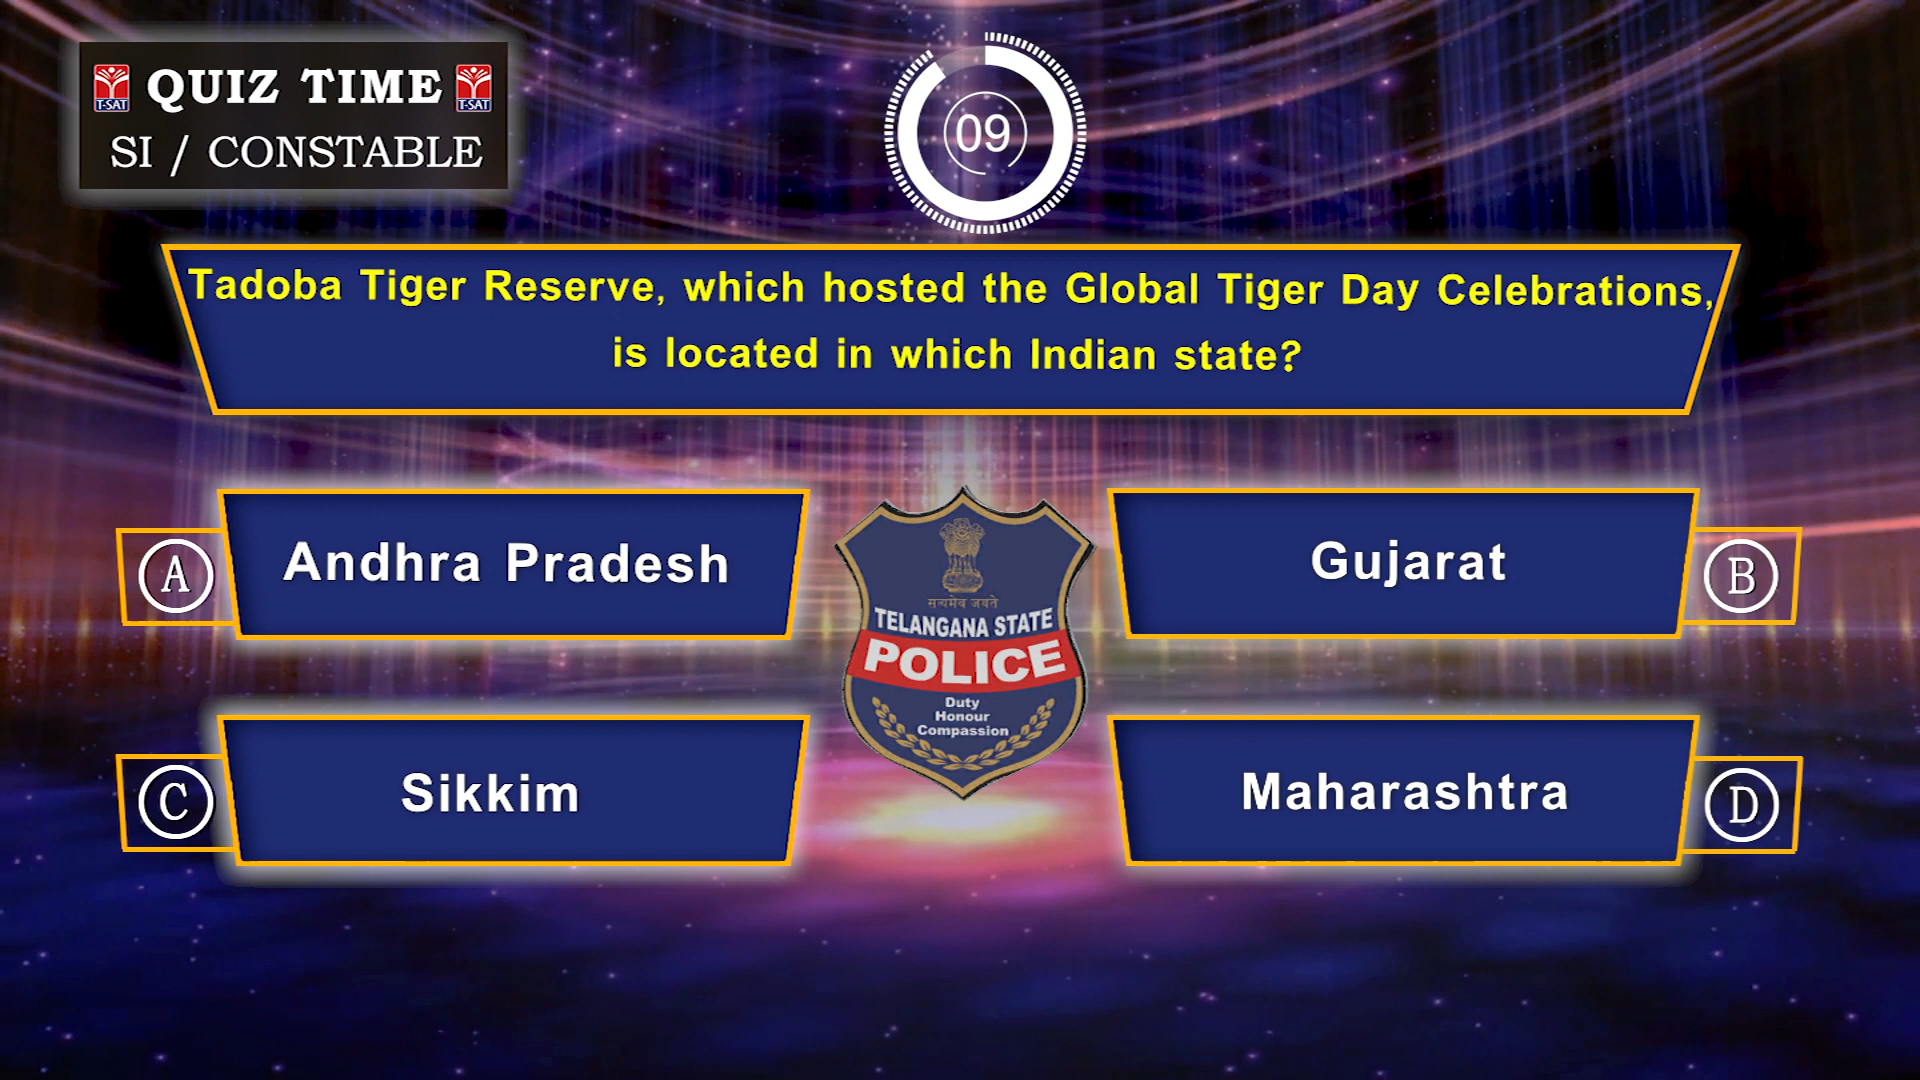 T-SAT QUIZ TIME T-SAT
SI / CONSTABLE
09
Tadoba Tiger Reserve, which hosted the Global Tiger Day Celebrations,
is located in which Indian state?
A Andhra Pradesh
Gujarat B
सत्यमेव जयते
TELANGANA STATE
POLICE
Duty
Honour
Compassion
C Sikkim
Maharashtra D